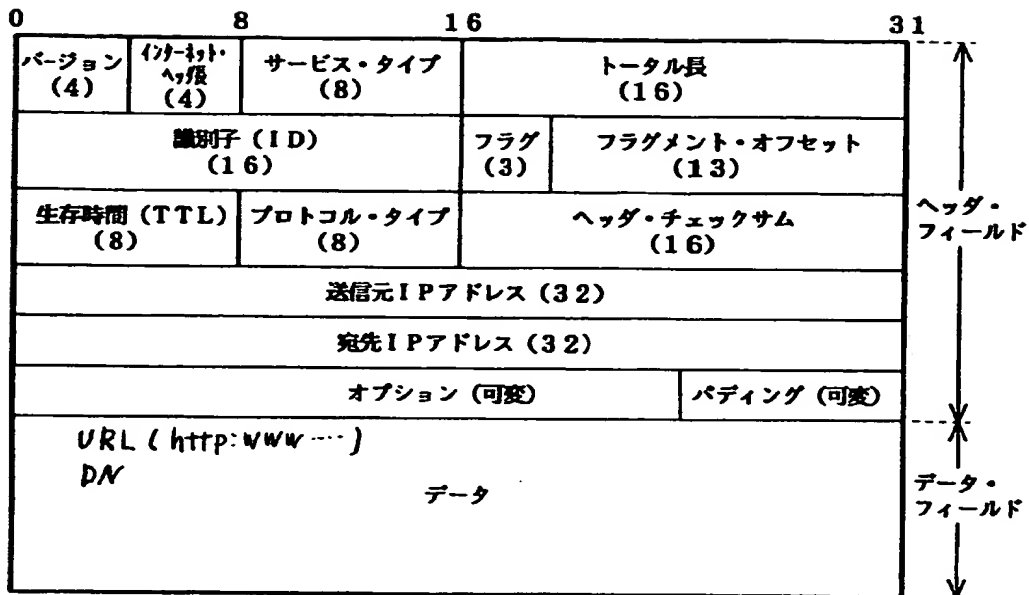 0 8 16 31
バージョン (4)
インターネット・ヘッダ長 (4)
サービス・タイプ (8)
トータル長 (16)
識別子(ID) (16)
フラグ (3)
フラグメント・オフセット (13)
生存時間(TTL) (8)
プロトコル・タイプ (8)
ヘッダ・チェックサム (16)
送信元IPアドレス(32)
宛先IPアドレス(32)
オプション(可変)
パディング(可変)
ヘッダ・
フィールド
URL(http:www……)
DN
データ
データ・
フィールド